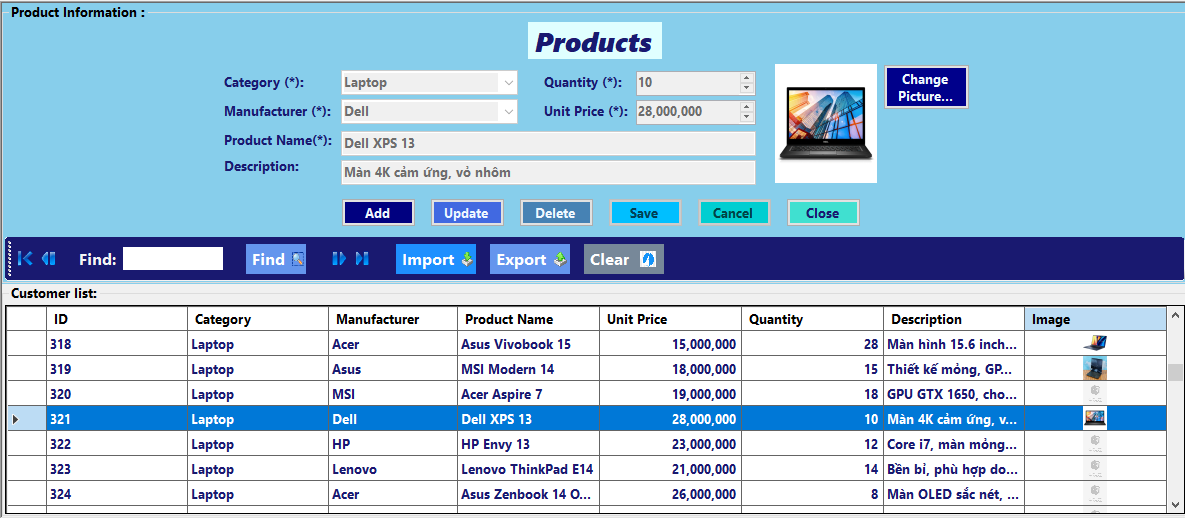 Product Information :
Products
Category (*): Laptop Quantity (*): 10 Change
Picture...
Manufacturer (*): Dell Unit Price (*): 28,000,000
Product Name(*): Dell XPS 13
Description: Màn 4K cảm ứng, vỏ nhôm
Add Update Delete Save Cancel Close
Find: Find Import Export Clear
Customer list:
ID Category Manufacturer Product Name Unit Price Quantity Description Image
318 Laptop Acer Asus Vivobook 15 15,000,000 28 Màn hình 15.6 inch...
319 Laptop Asus MSI Modern 14 18,000,000 15 Thiết kế mỏng, GP...
320 Laptop MSI Acer Aspire 7 19,000,000 18 GPU GTX 1650, cho...
321 Laptop Dell Dell XPS 13 28,000,000 10 Màn 4K cảm ứng, v...
322 Laptop HP HP Envy 13 23,000,000 12 Core i7, màn mỏng...
323 Laptop Lenovo Lenovo ThinkPad E14 21,000,000 14 Bền bỉ, phù hợp do...
324 Laptop Acer Asus Zenbook 14 O... 26,000,000 8 Màn OLED sắc nét, ...